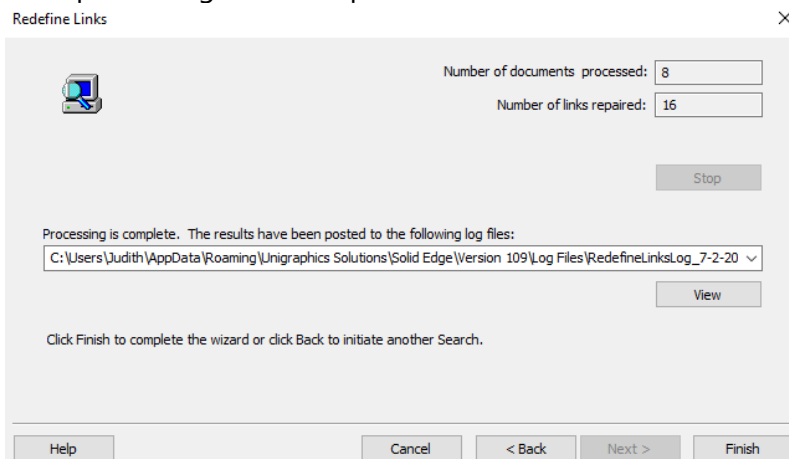 Redefine Links
Number of documents processed: 8
Number of links repaired: 16
Stop
Processing is complete. The results have been posted to the following log files:
C:\Users\Judith\AppData\Roaming\Unigraphics Solutions\Solid Edge\Version 109\Log Files\RedefineLinksLog_7-2-20
View
Click Finish to complete the wizard or click Back to initiate another Search.
Help Cancel < Back Next > Finish